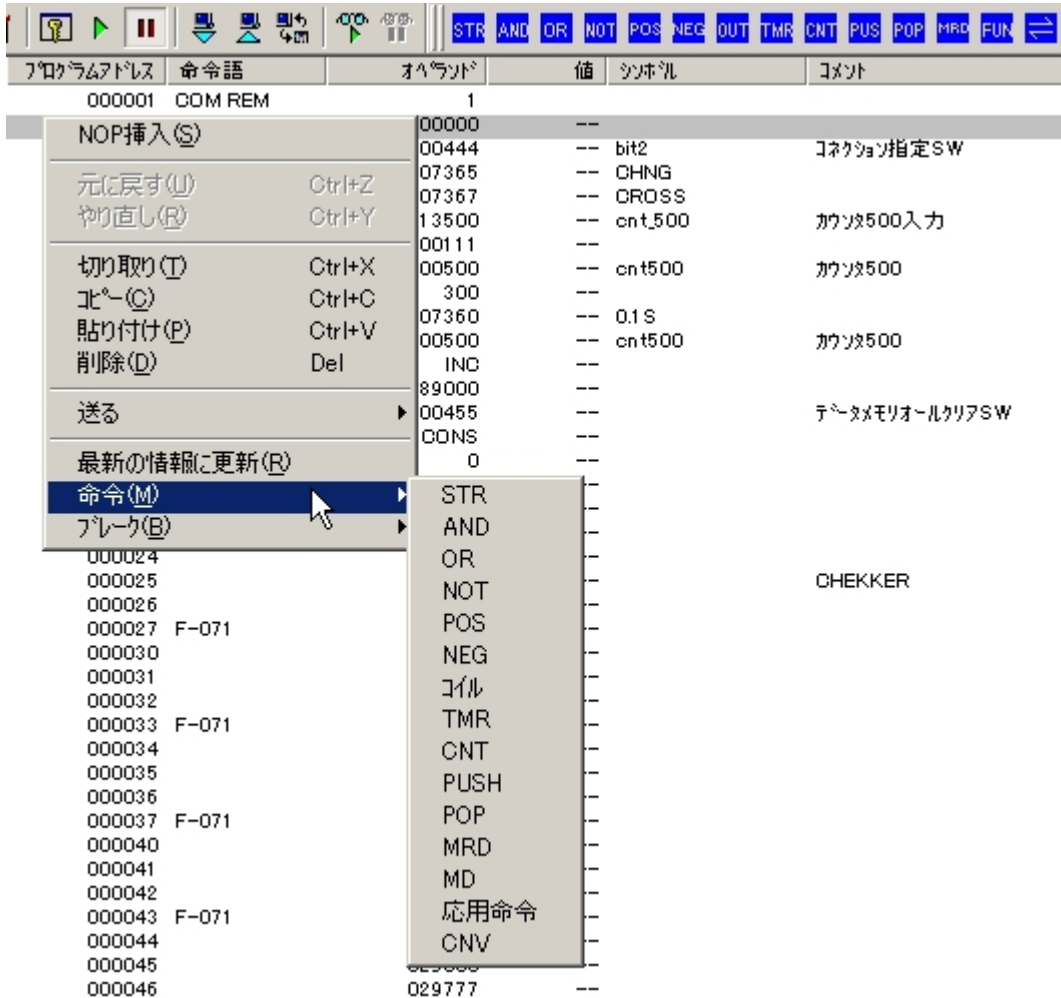 STR AND OR NOT POS NEG OUT TMR CNT PUS POP MRD FUN
ﾌﾟﾛｸﾞﾗﾑｱﾄﾞﾚｽ 命令語 ｵﾍﾟﾗﾝﾄﾞ 値 ｼﾝﾎﾞﾙ ｺﾒﾝﾄ
000001 COM REM 1
00000 --
00444 -- bit2 ｺﾈｸｼｮﾝ指定SW
07365 -- CHNG
07367 -- CROSS
13500 -- cnt_500 ｶｳﾝﾀ500入力
00111 --
00500 -- cnt500 ｶｳﾝﾀ500
300 --
07360 -- 0.1S
00500 -- cnt500 ｶｳﾝﾀ500
INC --
89000 --
00455 -- ﾃﾞｰﾀﾒﾓﾘｵｰﾙｸﾘｱSW
CONS --
0 --
NOP挿入(S)
元に戻す(U) Ctrl+Z
やり直し(R) Ctrl+Y
切り取り(T) Ctrl+X
ｺﾋﾟｰ(C) Ctrl+C
貼り付け(P) Ctrl+V
削除(D) Del
送る
最新の情報に更新(R)
命令(M)
ﾌﾞﾚｰｸ(B)
STR
AND
OR
NOT
POS
NEG
ｺｲﾙ
TMR
CNT
PUSH
POP
MRD
MD
応用命令
CNV
000024
000025 CHEKKER
000026
000027 F-071
000030
000031
000032
000033 F-071
000034
000035
000036
000037 F-071
000040
000041
000042
000043 F-071
000044
000045
000046 029777 --